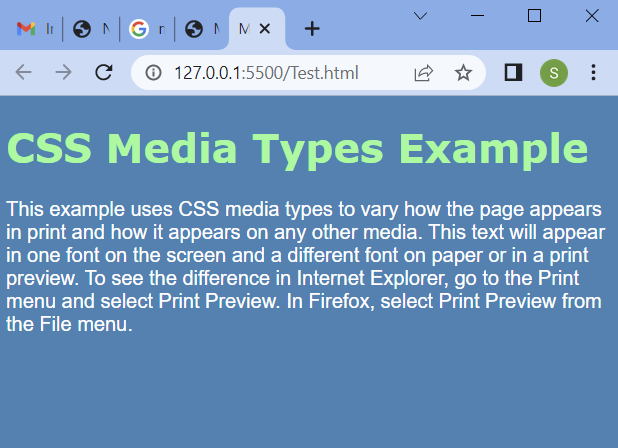 127.0.0.1:5500/Test.html
S
CSS Media Types Example
This example uses CSS media types to vary how the page appears
in print and how it appears on any other media. This text will appear
in one font on the screen and a different font on paper or in a print
preview. To see the difference in Internet Explorer, go to the Print
menu and select Print Preview. In Firefox, select Print Preview from
the File menu.